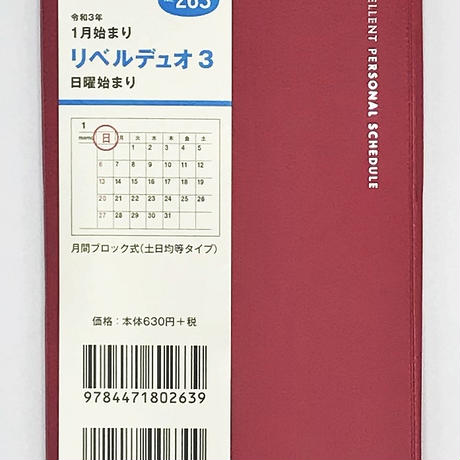 No.263
令和3年
1月始まり
リベルデュオ3
日曜始まり
1
memo 日 月 火 水 木 金 土
1 2 3 4 5
6 7 8 9 10 11 12
13 14 15 16 17 18 19
20 21 22 23 24 25 26
27 28 29 30 31
月間ブロック式(土日均等タイプ)
価格:本体630円+税
9784471802639
PERSONAL SCHEDULE